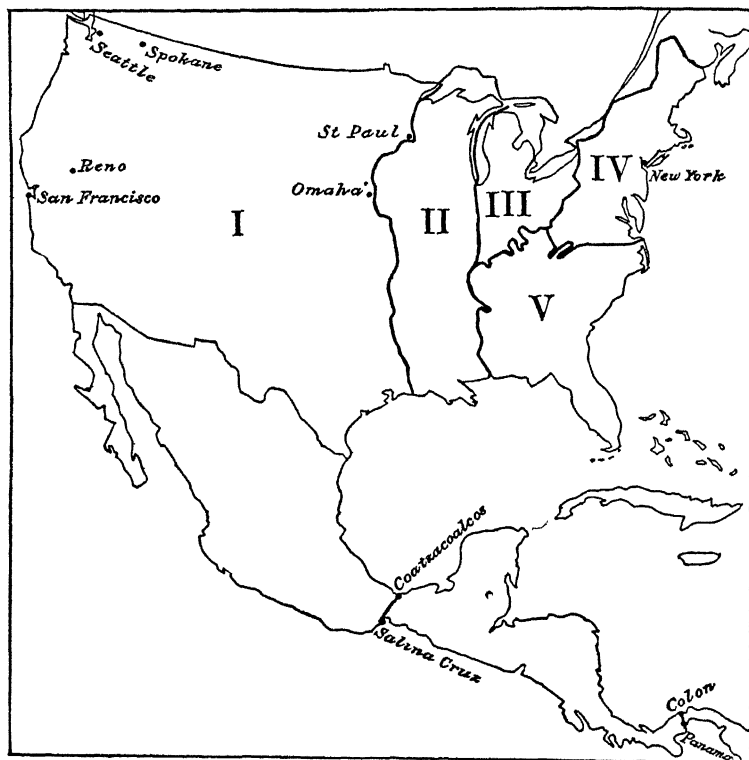 Seattle
Spokane
St Paul
Reno
Omaha
San Francisco
New York
I
II
III
IV
V
Coatzacoalcos
Salina Cruz
Colon
Panama